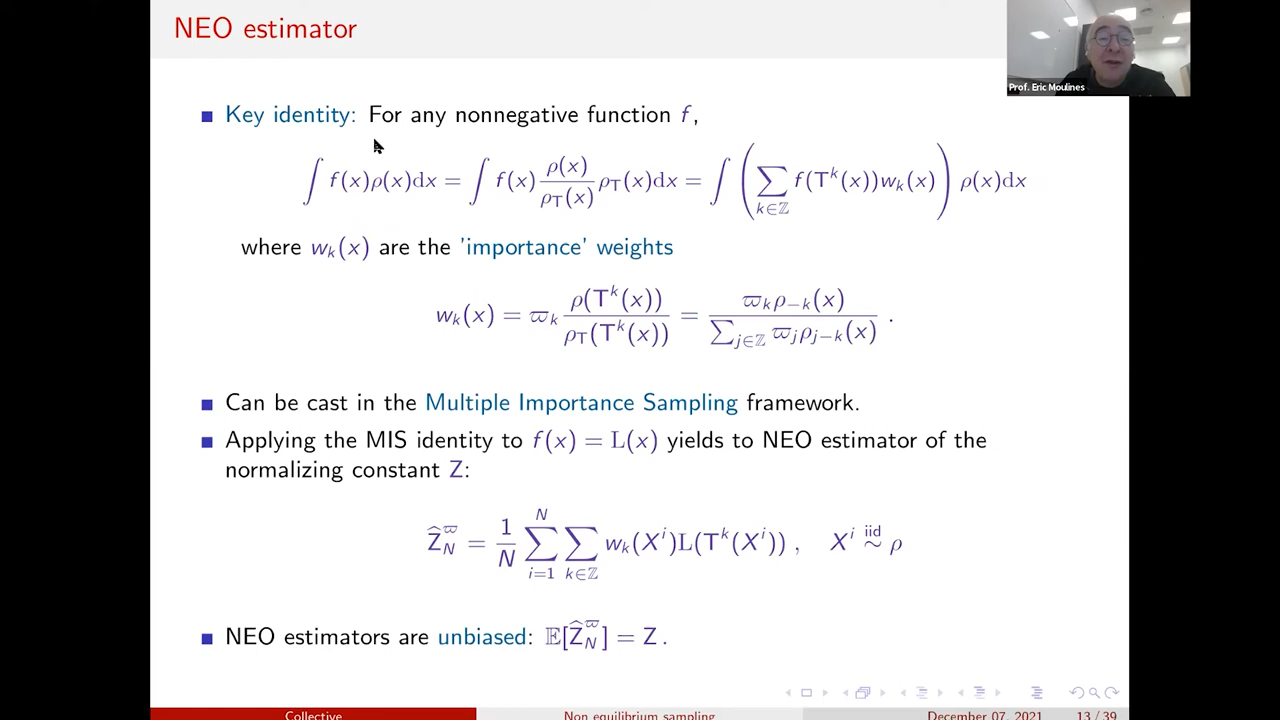 NEO estimator
Prof. Eric Moulines
Key identity: For any nonnegative function f,
∫ f(x)ρ(x)dx = ∫ f(x) ρ(x)/ρ_T(x) ρ_T(x)dx = ∫ ( ∑_{k∈ℤ} f(T^k(x))w_k(x) ) ρ(x)dx
where w_k(x) are the 'importance' weights
w_k(x) = ϖ_k ρ(T^k(x))/ρ_T(T^k(x)) = ϖ_k ρ_{−k}(x)/∑_{j∈ℤ} ϖ_j ρ_{j−k}(x) .
Can be cast in the Multiple Importance Sampling framework.
Applying the MIS identity to f(x) = L(x) yields to NEO estimator of the
normalizing constant Z:
Ẑ_N^ϖ = 1/N ∑_{i=1}^N ∑_{k∈ℤ} w_k(X^i)L(T^k(X^i)) , X^i iid∼ ρ
NEO estimators are unbiased: 𝔼[Ẑ_N^ϖ] = Z .
Collective Non equilibrium sampling December 07, 2021 13 / 39